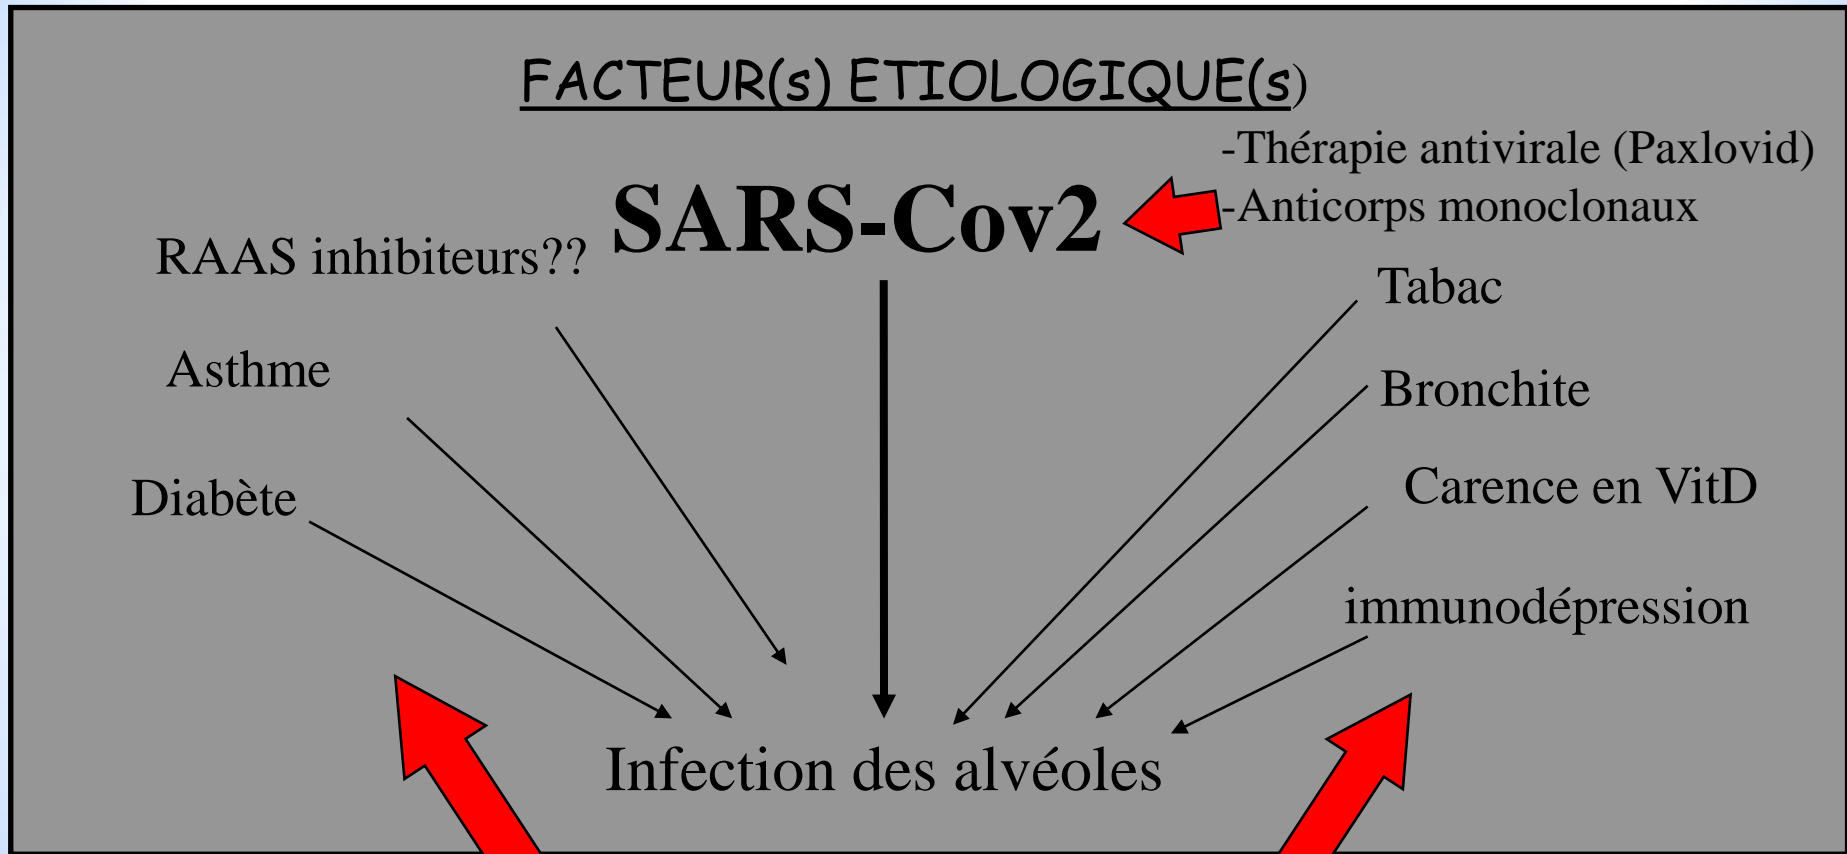 FACTEUR(s) ETIOLOGIQUE(s)
-Thérapie antivirale (Paxlovid)
-Anticorps monoclonaux
SARS-Cov2
RAAS inhibiteurs??
Tabac
Asthme
Bronchite
Diabète
Carence en VitD
immunodépression
Infection des alvéoles